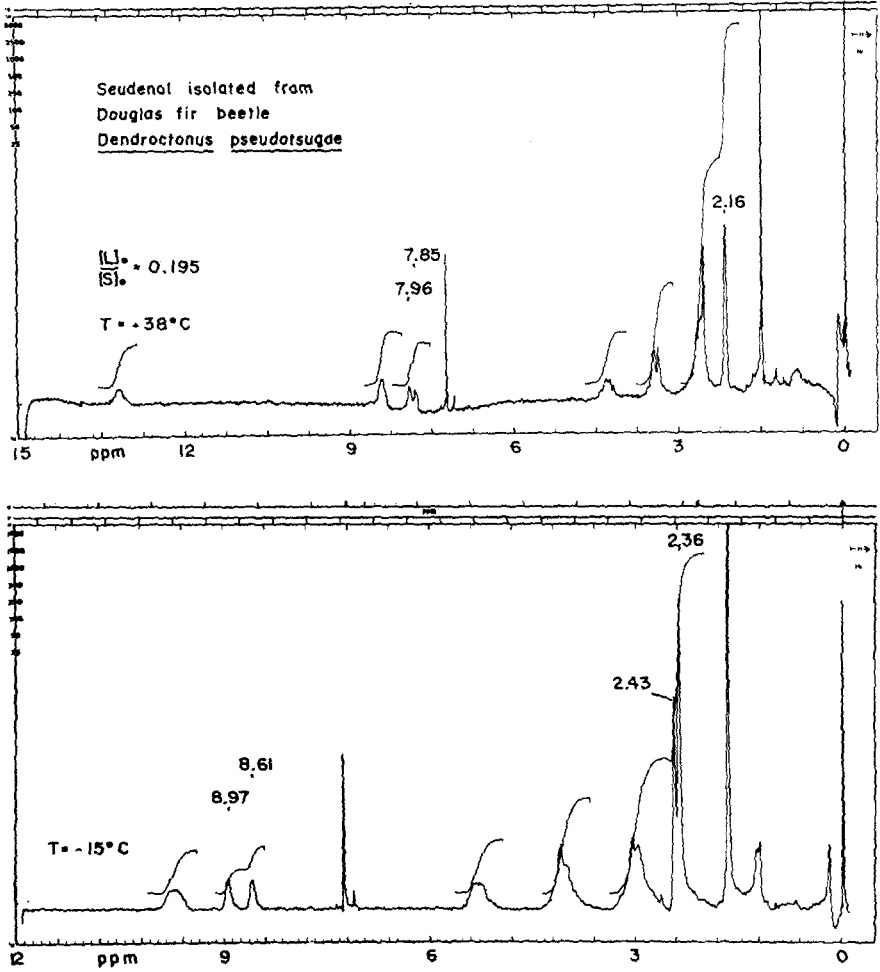 Seudenol isolated from
Douglas fir beetle
Dendroctonus pseudotsugae
2.16
[L]. = 0.195
[S].
7.85
7.96
T = +38°C
15 ppm 12 9 6 3 0
2,36
2.43
8.61
8.97
T = -15°C
12 ppm 9 6 3 0